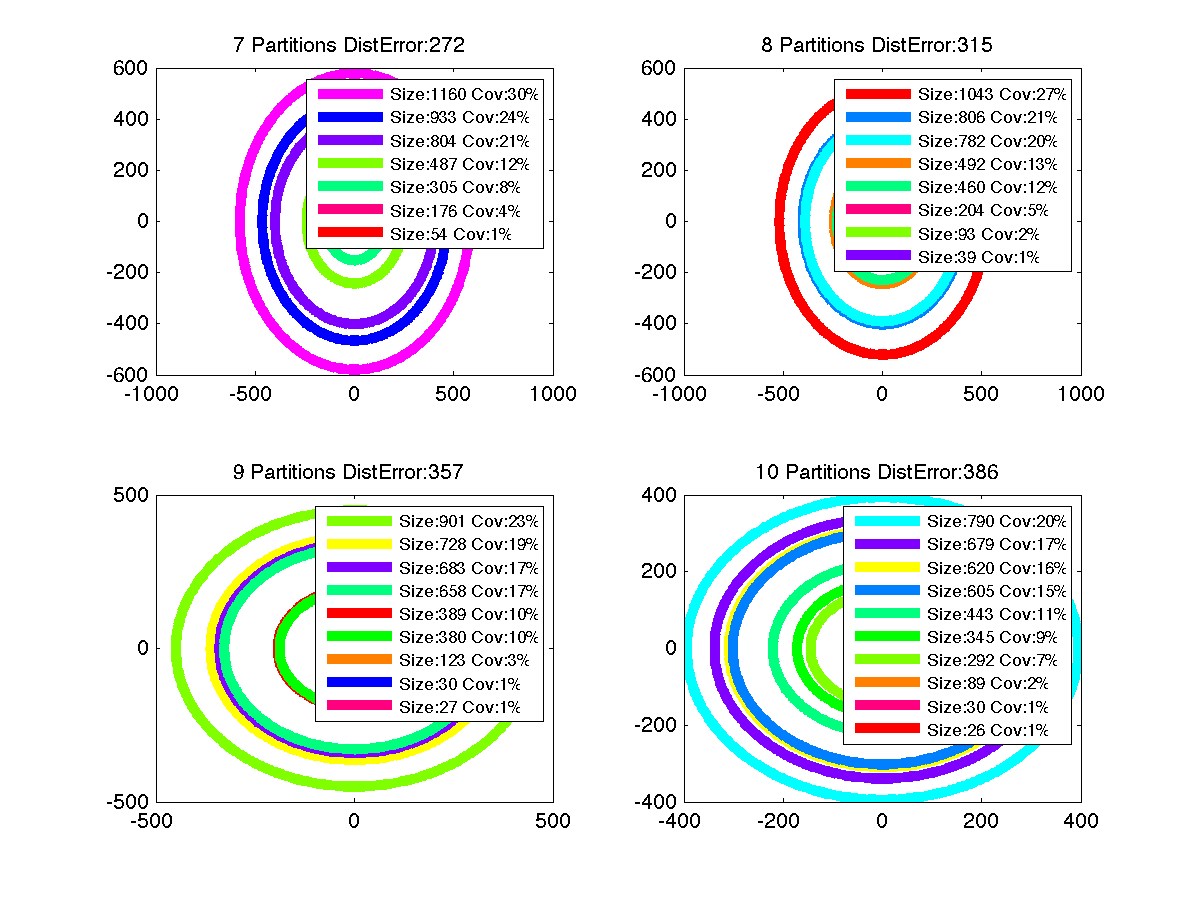 7 Partitions DistError:272
600
400
200
0
-200
-400
-600
-1000
-500
0
500
1000
Size:1160 Cov:30%
Size:933 Cov:24%
Size:804 Cov:21%
Size:487 Cov:12%
Size:305 Cov:8%
Size:176 Cov:4%
Size:54 Cov:1%
8 Partitions DistError:315
600
400
200
0
-200
-400
-600
-1000
-500
0
500
1000
Size:1043 Cov:27%
Size:806 Cov:21%
Size:782 Cov:20%
Size:492 Cov:13%
Size:460 Cov:12%
Size:204 Cov:5%
Size:93 Cov:2%
Size:39 Cov:1%
9 Partitions DistError:357
500
0
-500
-500
0
500
Size:901 Cov:23%
Size:728 Cov:19%
Size:683 Cov:17%
Size:658 Cov:17%
Size:389 Cov:10%
Size:380 Cov:10%
Size:123 Cov:3%
Size:30 Cov:1%
Size:27 Cov:1%
10 Partitions DistError:386
400
200
0
-200
-400
-400
-200
0
200
400
Size:790 Cov:20%
Size:679 Cov:17%
Size:620 Cov:16%
Size:605 Cov:15%
Size:443 Cov:11%
Size:345 Cov:9%
Size:292 Cov:7%
Size:89 Cov:2%
Size:30 Cov:1%
Size:26 Cov:1%